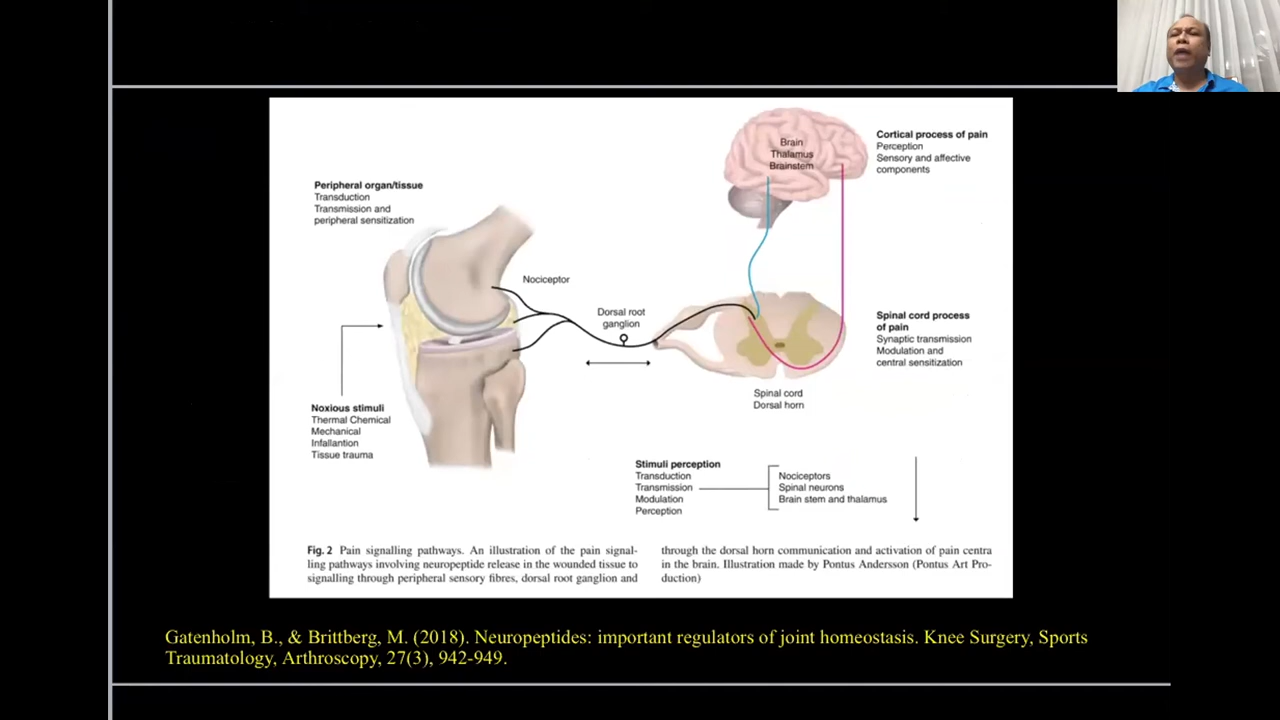 Brain
Thalamus
Brainstem
Cortical process of pain
Perception
Sensory and affective
components
Peripheral organ/tissue
Transduction
Transmission and
peripheral sensitization
Nociceptor
Dorsal root
ganglion
Spinal cord process
of pain
Synaptic transmission
Modulation and
central sensitization
Spinal cord
Dorsal horn
Noxious stimuli
Thermal Chemical
Mechanical
Infallantion
Tissue trauma
Stimuli perception
Transduction
Transmission
Modulation
Perception
Nociceptors
Spinal neurons
Brain stem and thalamus
Fig. 2 Pain signalling pathways. An illustration of the pain signal-
ling pathways involving neuropeptide release in the wounded tissue to
signalling through peripheral sensory fibres, dorsal root ganglion and
through the dorsal horn communication and activation of pain centra
in the brain. Illustration made by Pontus Andersson (Pontus Art Pro-
duction)
Gatenholm, B., & Brittberg, M. (2018). Neuropeptides: important regulators of joint homeostasis. Knee Surgery, Sports
Traumatology, Arthroscopy, 27(3), 942-949.